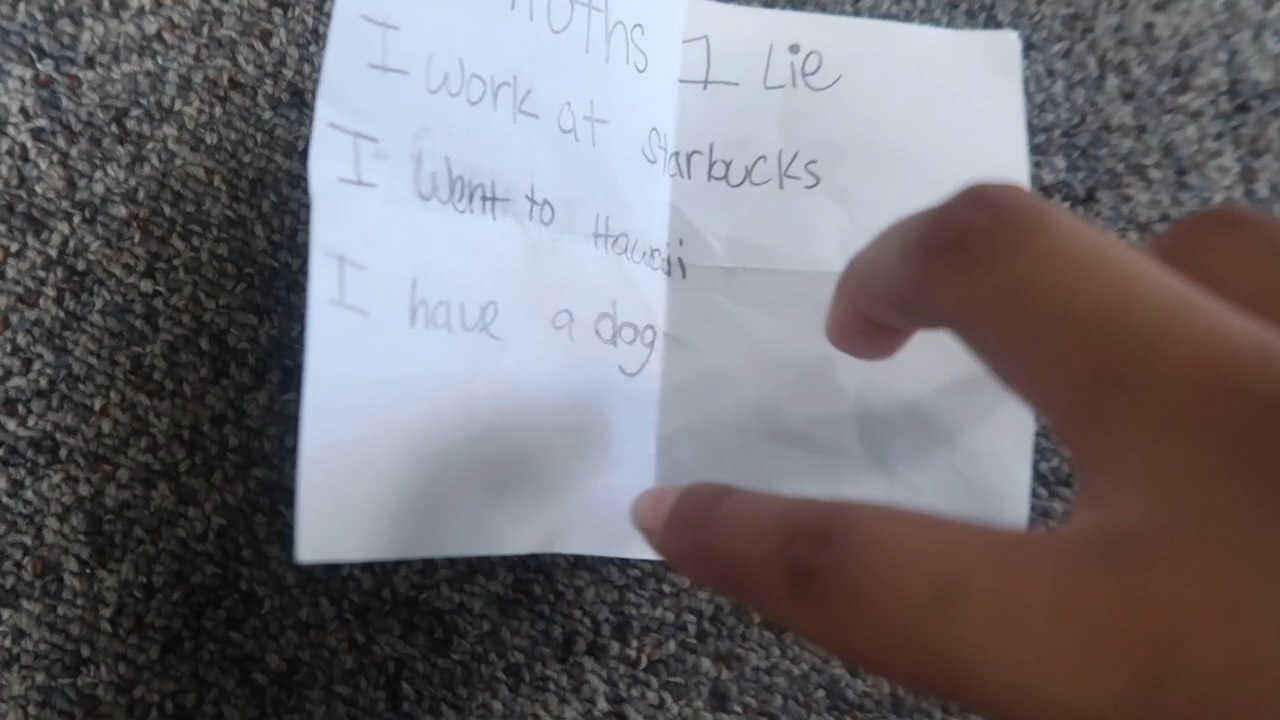 1 Lie
I work at Starbucks
I went to Hawaii
I have a dog